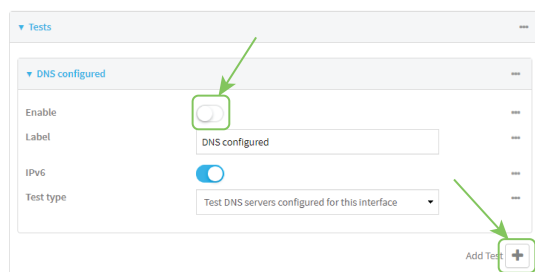 Tests
DNS configured
Enable
Label
DNS configured
IPv6
Test type
Test DNS servers configured for this interface
Add Test